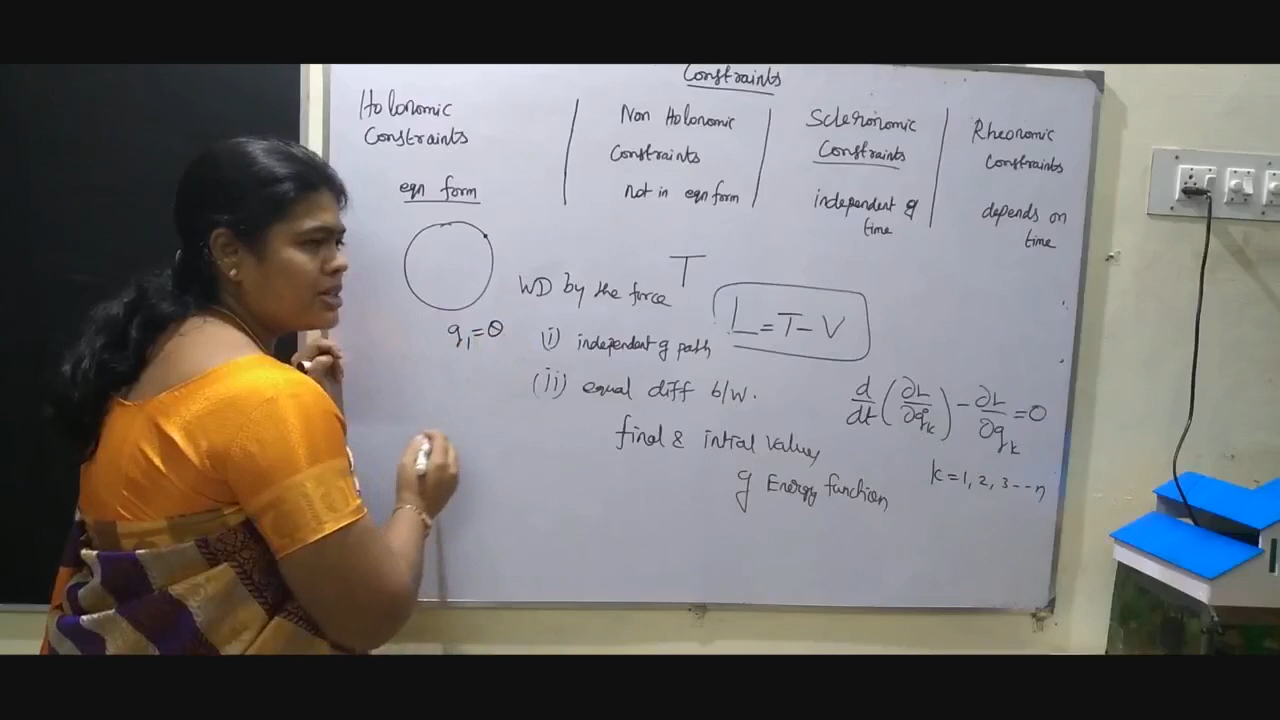 Constraints
Holonomic
Constraints
eqn form
q₁=θ
Non Holonomic
Constraints
not in eqn form
Scleronomic
Constraints
independent of
time
Rheonomic
Constraints
depends on
time
T
WD by the force
(i) independent of path
(ii) equal diff b/w.
final & intial values
of Energy function
L=T-V
d/dt(∂L/∂q̇ₖ)-∂L/∂qₖ=0
k=1,2,3--n